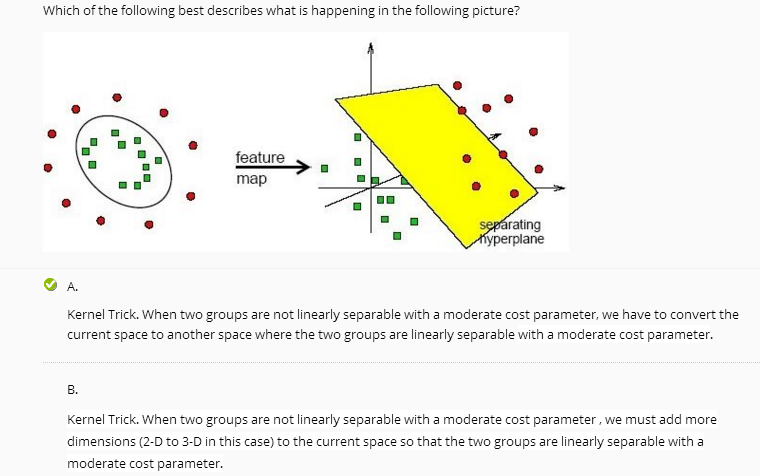 Which of the following best describes what is happening in the following picture?
feature
map
separating
hyperplane
A.
Kernel Trick. When two groups are not linearly separable with a moderate cost parameter, we have to convert the
current space to another space where the two groups are linearly separable with a moderate cost parameter.
B.
Kernel Trick. When two groups are not linearly separable with a moderate cost parameter , we must add more
dimensions (2-D to 3-D in this case) to the current space so that the two groups are linearly separable with a
moderate cost parameter.